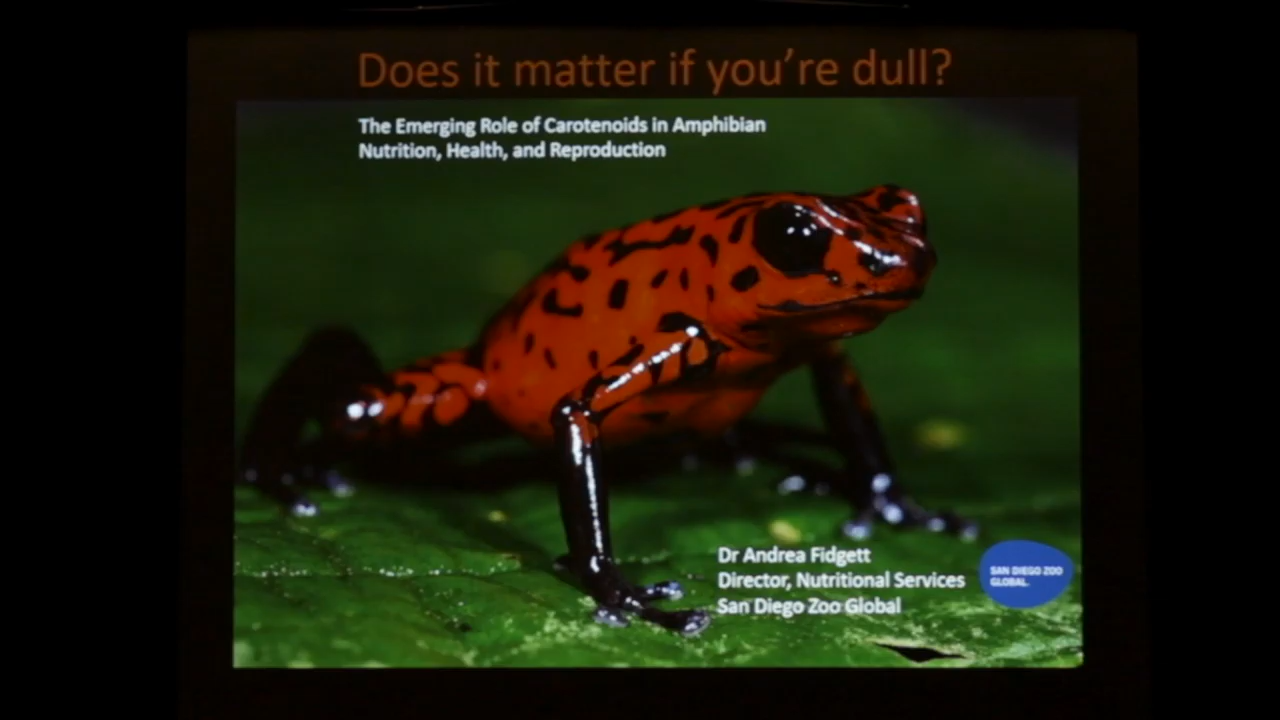 Does it matter if you're dull?
The Emerging Role of Carotenoids in Amphibian
Nutrition, Health, and Reproduction
Dr Andrea Fidgett
Director, Nutritional Services
San Diego Zoo Global
SAN DIEGO ZOO
GLOBAL.